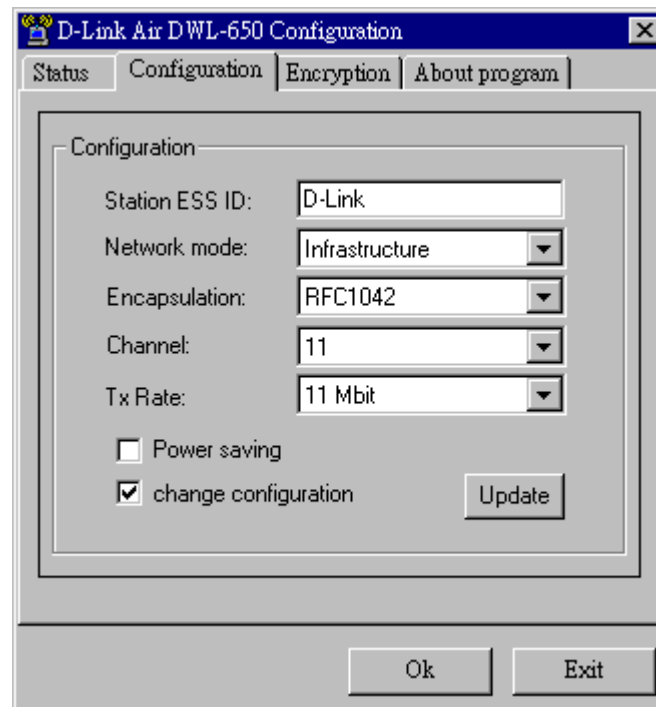 D-Link Air DWL-650 Configuration
Status Configuration Encryption About program
Configuration
Station ESS ID: D-Link
Network mode: Infrastructure
Encapsulation: RFC1042
Channel: 11
Tx Rate: 11 Mbit
Power saving
change configuration Update
Ok Exit